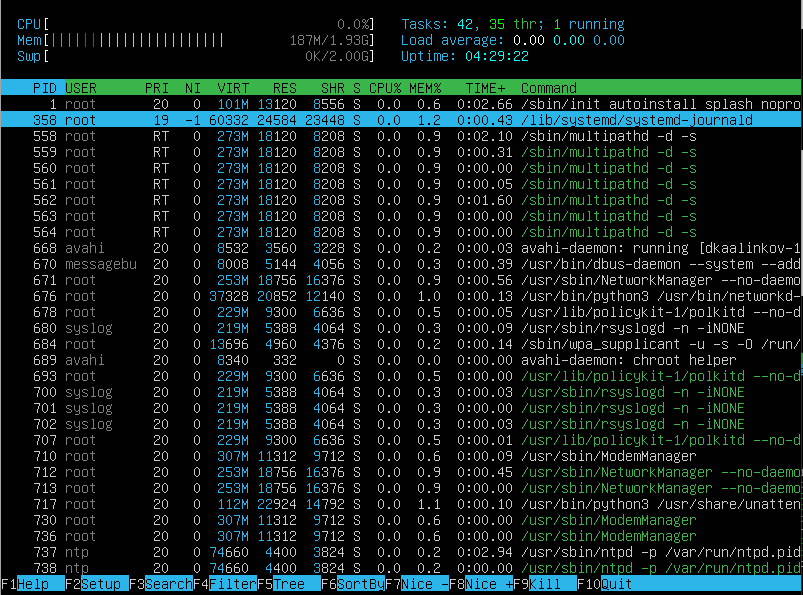 CPU[ 0.0%] Tasks: 42, 35 thr; 1 running
Mem[||||||||||||||||||||||| 187M/1.93G] Load average: 0.00 0.00 0.00
Swp[ 0K/2.00G] Uptime: 04:29:22
PID USER PRI NI VIRT RES SHR S CPU% MEM% TIME+ Command
1 root 20 0 101M 13120 8556 S 0.0 0.6 0:02.66 /sbin/init autoinstall splash nopro
358 root 19 -1 60332 24584 23448 S 0.0 1.2 0:00.43 /lib/systemd/systemd-journald
558 root RT 0 273M 18120 8208 S 0.0 0.9 0:02.10 /sbin/multipathd -d -s
559 root RT 0 273M 18120 8208 S 0.0 0.9 0:00.31 /sbin/multipathd -d -s
560 root RT 0 273M 18120 8208 S 0.0 0.9 0:00.00 /sbin/multipathd -d -s
561 root RT 0 273M 18120 8208 S 0.0 0.9 0:00.05 /sbin/multipathd -d -s
562 root RT 0 273M 18120 8208 S 0.0 0.9 0:01.60 /sbin/multipathd -d -s
563 root RT 0 273M 18120 8208 S 0.0 0.9 0:00.00 /sbin/multipathd -d -s
564 root RT 0 273M 18120 8208 S 0.0 0.9 0:00.00 /sbin/multipathd -d -s
668 avahi 20 0 8532 3560 3228 S 0.0 0.2 0:00.03 avahi-daemon: running [dkaalinkov-1
670 messagebu 20 0 8008 5144 4056 S 0.0 0.3 0:00.39 /usr/bin/dbus-daemon --system --add
671 root 20 0 253M 18756 16376 S 0.0 0.9 0:00.56 /usr/sbin/NetworkManager --no-daemo
676 root 20 0 37328 20852 12140 S 0.0 1.0 0:00.13 /usr/bin/python3 /usr/bin/networkd-
678 root 20 0 229M 9300 6636 S 0.0 0.5 0:00.05 /usr/lib/policykit-1/polkitd --no-d
680 syslog 20 0 219M 5388 4064 S 0.0 0.3 0:00.09 /usr/sbin/rsyslogd -n -iNONE
684 root 20 0 13696 4960 4376 S 0.0 0.2 0:00.14 /sbin/wpa_supplicant -u -s -O /run/
689 avahi 20 0 8340 332 0 S 0.0 0.0 0:00.00 avahi-daemon: chroot helper
693 root 20 0 229M 9300 6636 S 0.0 0.5 0:00.00 /usr/lib/policykit-1/polkitd --no-d
700 syslog 20 0 219M 5388 4064 S 0.0 0.3 0:00.03 /usr/sbin/rsyslogd -n -iNONE
701 syslog 20 0 219M 5388 4064 S 0.0 0.3 0:00.00 /usr/sbin/rsyslogd -n -iNONE
702 syslog 20 0 219M 5388 4064 S 0.0 0.3 0:00.03 /usr/sbin/rsyslogd -n -iNONE
707 root 20 0 229M 9300 6636 S 0.0 0.5 0:00.01 /usr/lib/policykit-1/polkitd --no-d
710 root 20 0 307M 11312 9712 S 0.0 0.6 0:00.09 /usr/sbin/ModemManager
712 root 20 0 253M 18756 16376 S 0.0 0.9 0:00.45 /usr/sbin/NetworkManager --no-daemo
713 root 20 0 253M 18756 16376 S 0.0 0.9 0:00.00 /usr/sbin/NetworkManager --no-daemo
717 root 20 0 112M 22924 14792 S 0.0 1.1 0:00.10 /usr/bin/python3 /usr/share/unatten
730 root 20 0 307M 11312 9712 S 0.0 0.6 0:00.00 /usr/sbin/ModemManager
736 root 20 0 307M 11312 9712 S 0.0 0.6 0:00.00 /usr/sbin/ModemManager
737 ntp 20 0 74660 4400 3824 S 0.0 0.2 0:02.94 /usr/sbin/ntpd -p /var/run/ntpd.pid
738 ntp 20 0 74660 4400 3824 S 0.0 0.2 0:00.00 /usr/sbin/ntpd -p /var/run/ntpd.pid
F1Help F2Setup F3SearchF4FilterF5Tree F6SortByF7Nice -F8Nice +F9Kill F10Quit